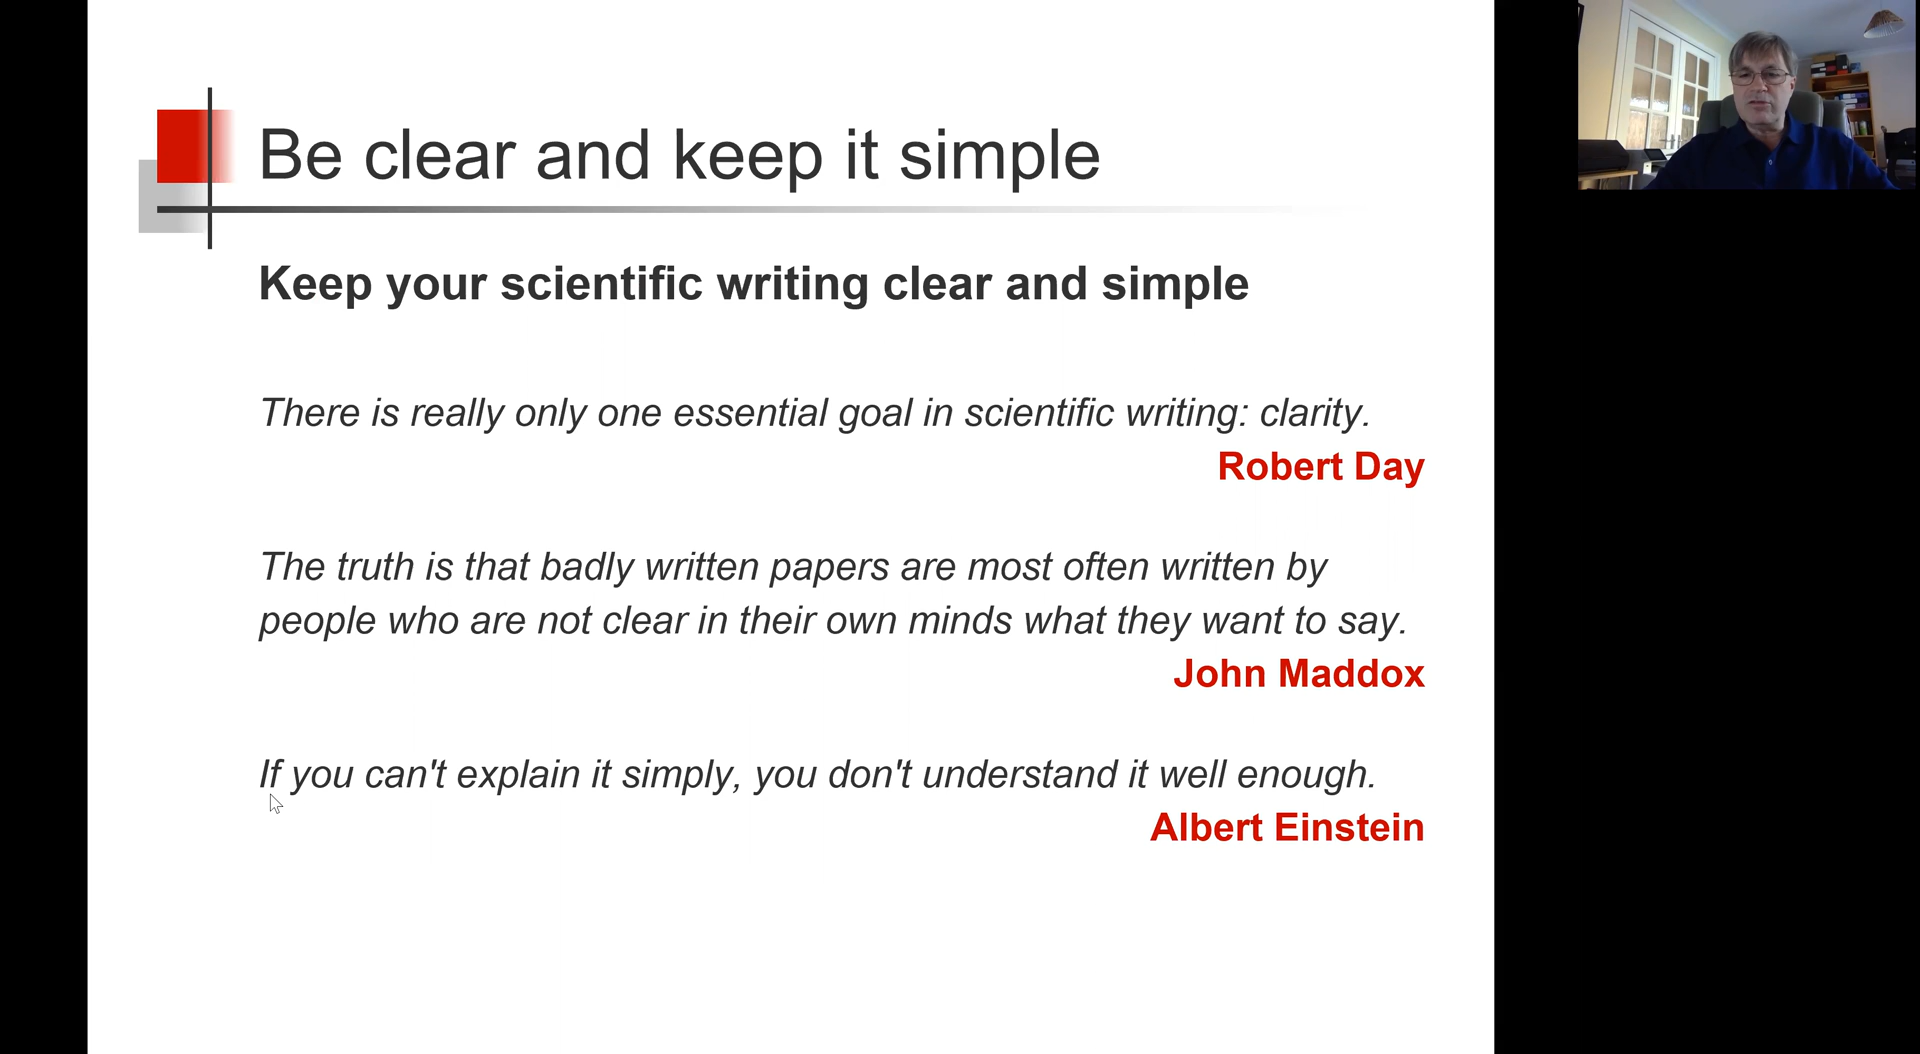 Be clear and keep it simple
Keep your scientific writing clear and simple
There is really only one essential goal in scientific writing: clarity.
Robert Day
The truth is that badly written papers are most often written by
people who are not clear in their own minds what they want to say.
John Maddox
If you can't explain it simply, you don't understand it well enough.
Albert Einstein